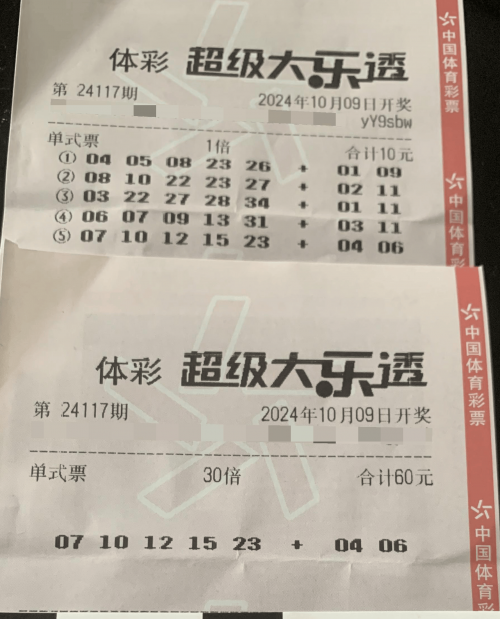 体彩 超级大乐透
第 24117期 2024年10月09日开奖
yY9sbw
单式票 1倍 合计10元
① 04 05 08 23 26 + 01 09
② 08 10 22 23 27 + 02 11
③ 03 22 27 28 34 + 01 11
④ 06 07 09 13 31 + 03 11
⑤ 07 10 12 15 23 + 04 06
中国体育彩票
中国体育
体彩 超级大乐透
第 24117期 2024年10月09日开奖
单式票 30倍 合计60元
07 10 12 15 23 + 04 06
中国体育彩票
中国体育彩